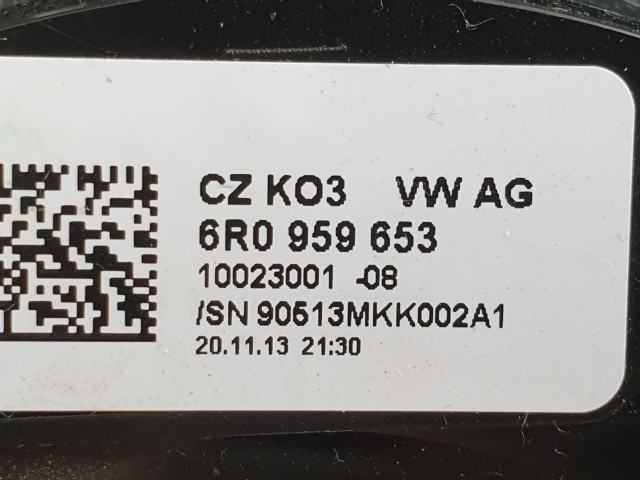 CZ KO3 VW AG
6R0 959 653
10023001 -08
/SN 90513MKK002A1
20.11.13 21:30